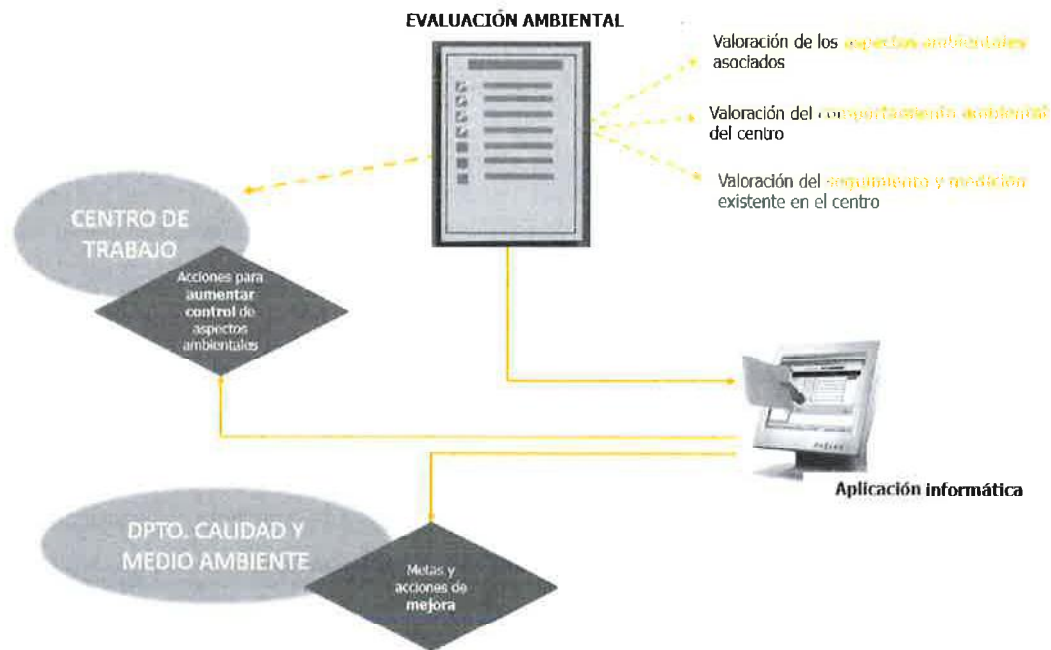 EVALUACIÓN AMBIENTAL
Valoración de los aspectos ambientales
asociados
Valoración del comportamiento ambiental
del centro
Valoración del seguimiento y medición
existente en el centro
CENTRO DE
TRABAJO
Acciones para
aumentar
control de
aspectos
ambientales
Aplicación informática
DPTO. CALIDAD Y
MEDIO AMBIENTE
Metas y
acciones de
mejora